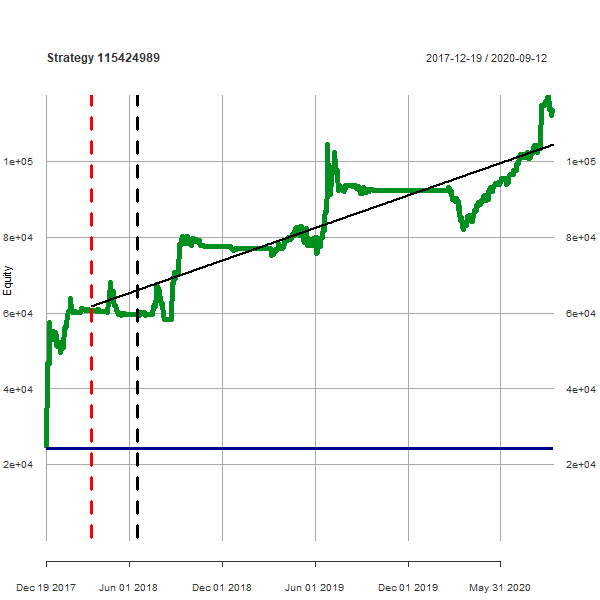 Strategy 115424989
2017-12-19 / 2020-09-12
1e+05
1e+05
8e+04
8e+04
Equity
6e+04
6e+04
4e+04
4e+04
2e+04
2e+04
Dec 19 2017
Jun 01 2018
Dec 01 2018
Jun 01 2019
Dec 01 2019
May 31 2020